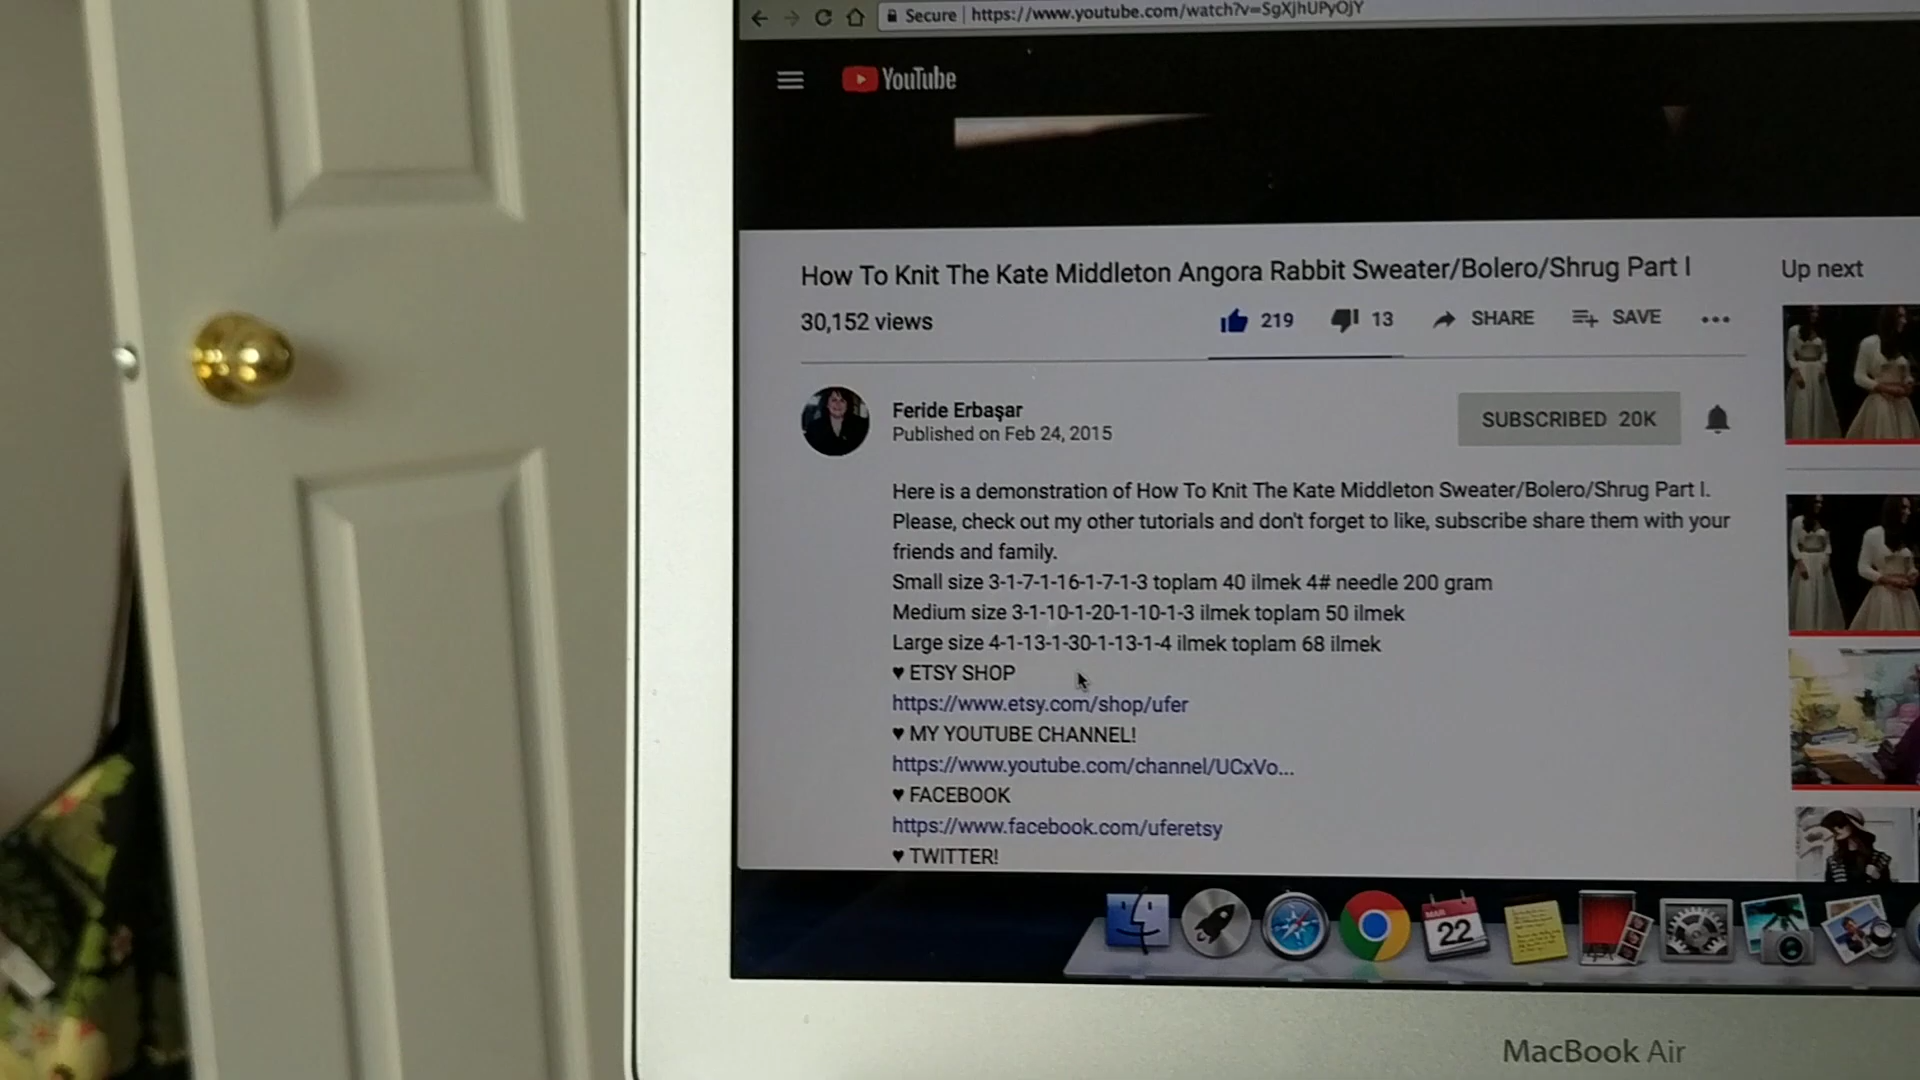 Secure | https://www.youtube.com/watch?v=SgXjhUPyOjY
YouTube
How To Knit The Kate Middleton Angora Rabbit Sweater/Bolero/Shrug Part I
Up next
30,152 views
219
13
SHARE
SAVE
Feride Erbaşar
Published on Feb 24, 2015
SUBSCRIBED 20K
Here is a demonstration of How To Knit The Kate Middleton Sweater/Bolero/Shrug Part I.
Please, check out my other tutorials and don't forget to like, subscribe share them with your
friends and family.
Small size 3-1-7-1-16-1-7-1-3 toplam 40 ilmek 4# needle 200 gram
Medium size 3-1-10-1-20-1-10-1-3 ilmek toplam 50 ilmek
Large size 4-1-13-1-30-1-13-1-4 ilmek toplam 68 ilmek
♥ ETSY SHOP
https://www.etsy.com/shop/ufer
♥ MY YOUTUBE CHANNEL!
https://www.youtube.com/channel/UCxVo...
♥ FACEBOOK
https://www.facebook.com/uferetsy
♥ TWITTER!
MAR
22
MacBook Air